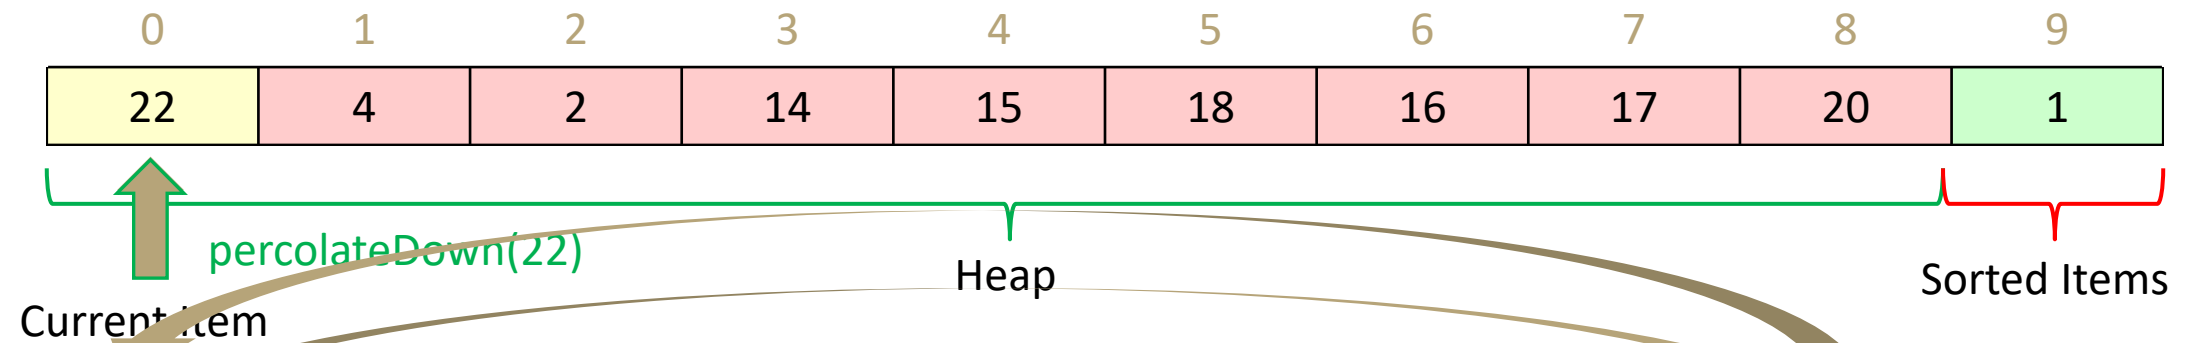 0 1 2 3 4 5 6 7 8 9
22 4 2 14 15 18 16 17 20 1
percolateDown(22)
Heap
Sorted Items
Current Item